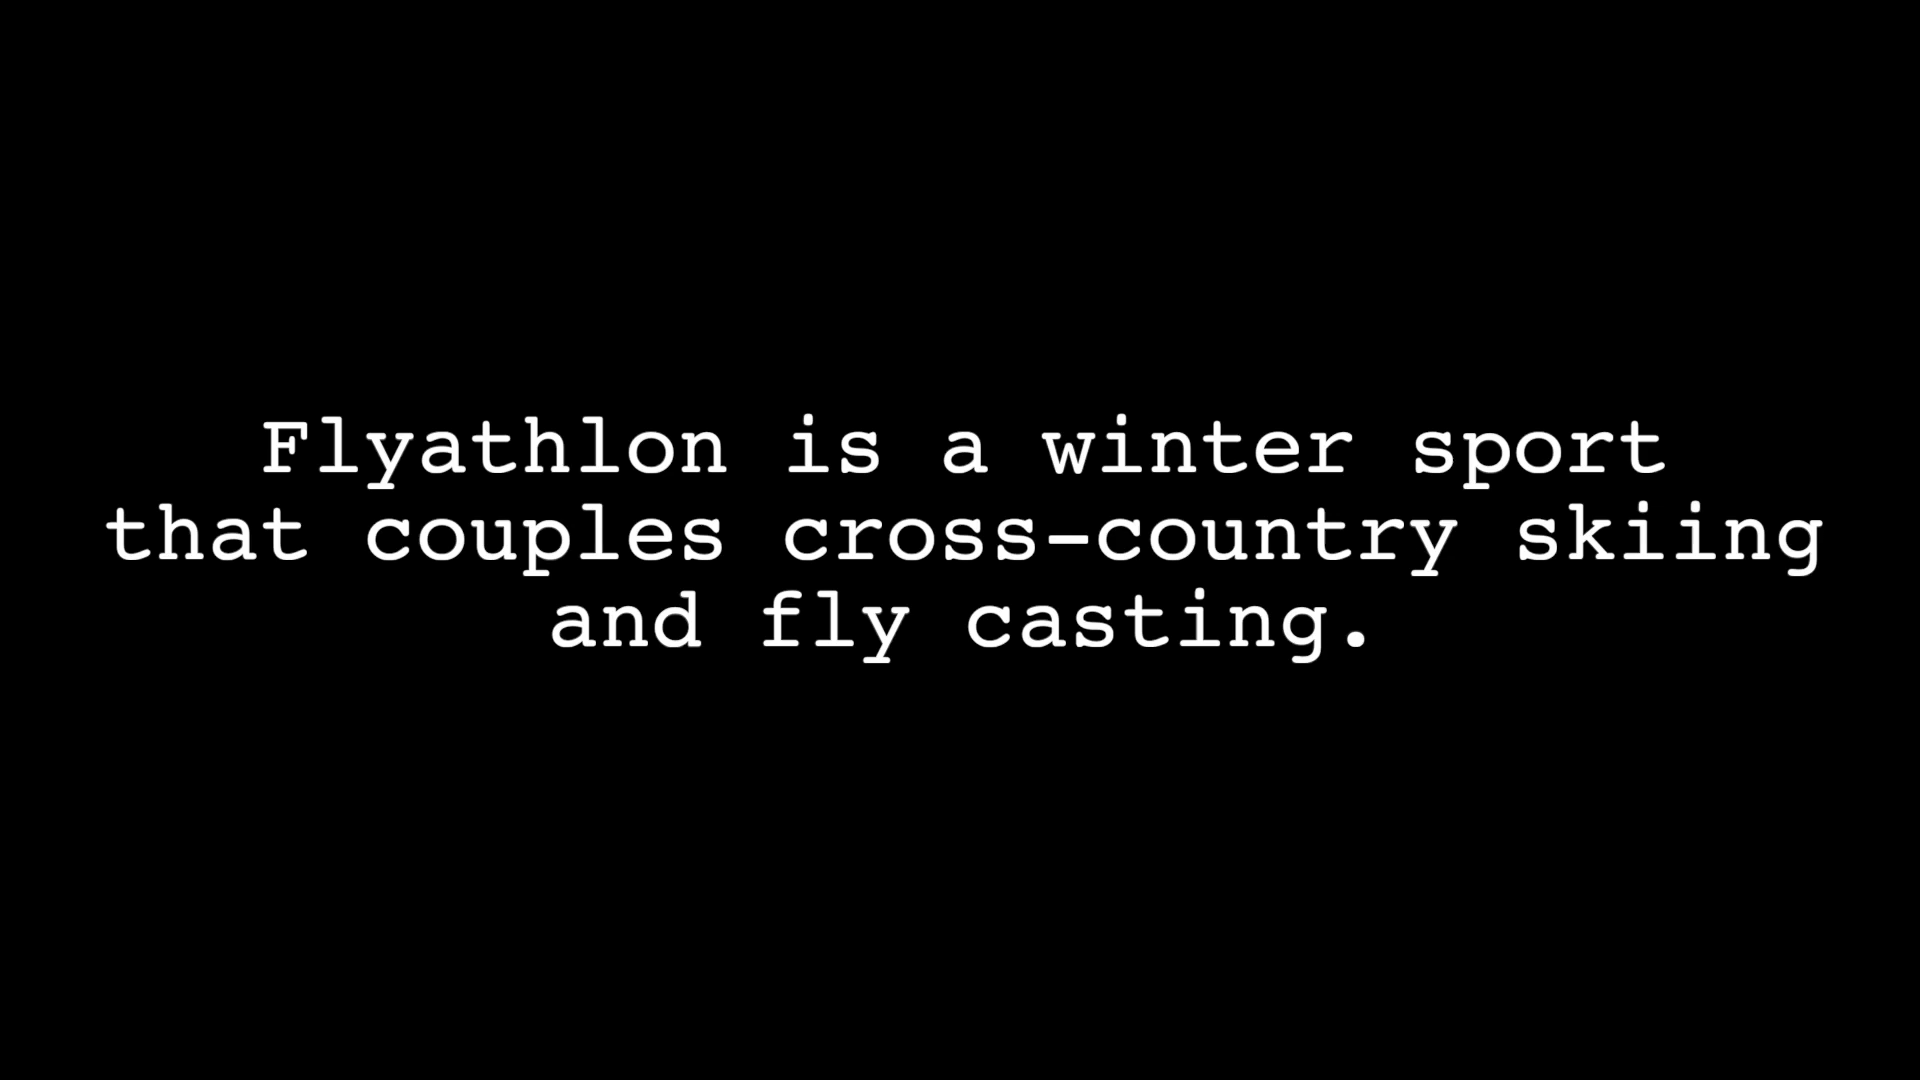 Flyathlon is a winter sport
that couples cross-country skiing
and fly casting.